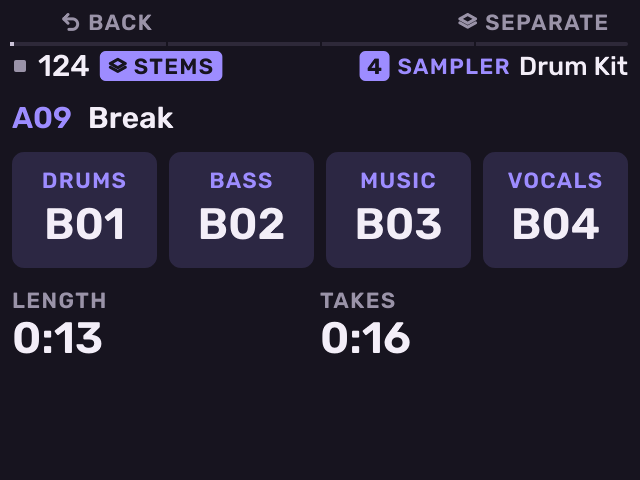 BACK SEPARATE
124 STEMS 4 SAMPLER Drum Kit
A09 Break
DRUMS BASS MUSIC VOCALS
B01 B02 B03 B04
LENGTH TAKES
0:13 0:16